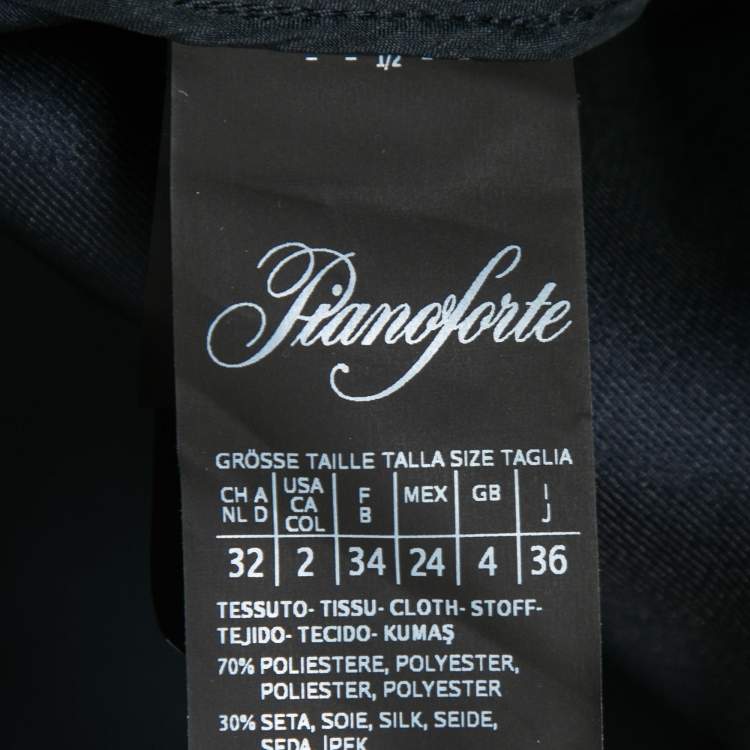 1/2
Pianoforte
GRÖSSE TAILLE TALLA SIZE TAGLIA
CH A NL D USA CA COL F B MEX GB I J
32 2 34 24 4 36
TESSUTO- TISSU- CLOTH- STOFF-
TEJIDO- TECIDO- KUMAŞ
70% POLIESTERE, POLYESTER,
POLIESTER, POLYESTER
30% SETA, SOIE, SILK, SEIDE,
SEDA, İPEK